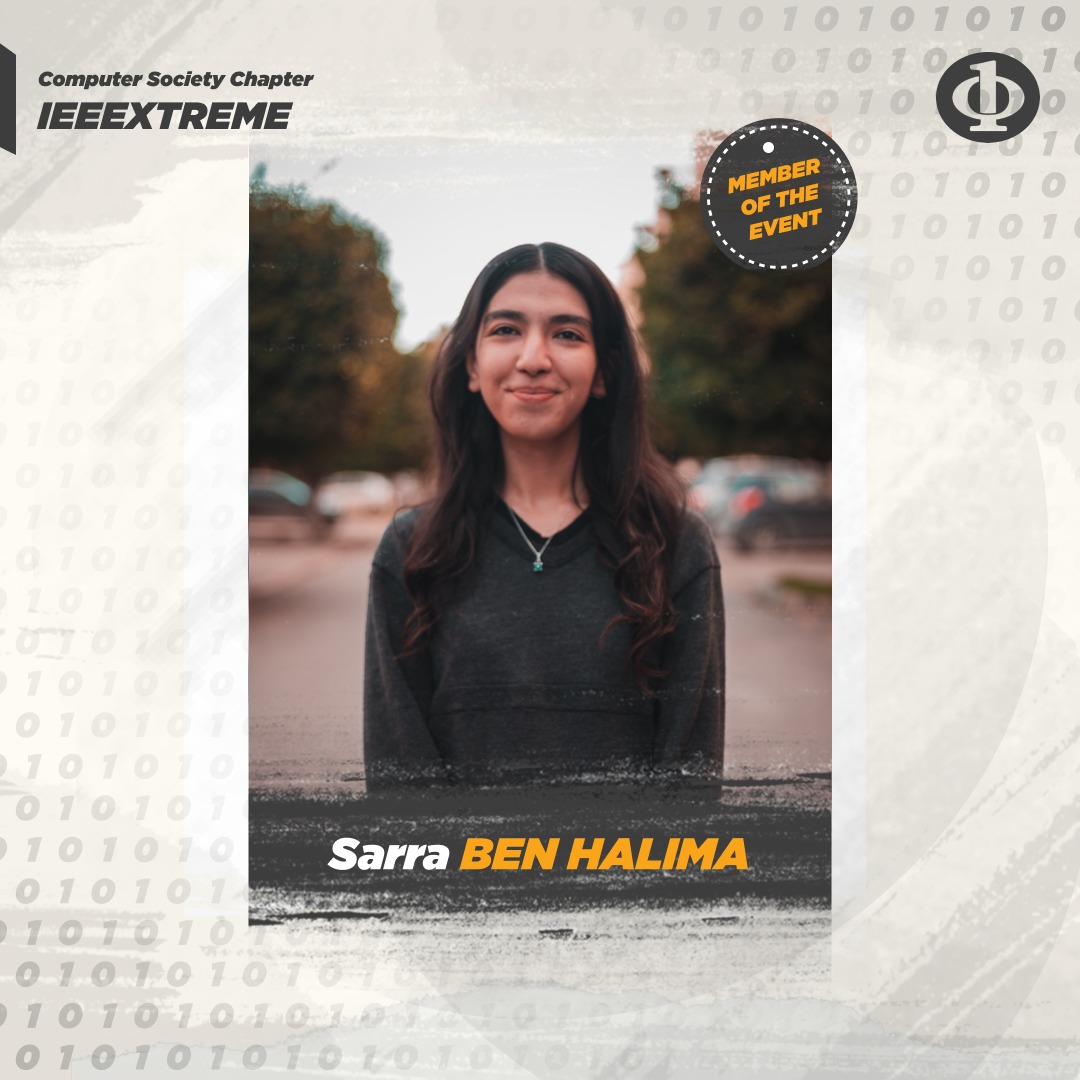 Computer Society Chapter
IEEEXTREME
MEMBER
OF THE
EVENT
Sarra BEN HALIMA